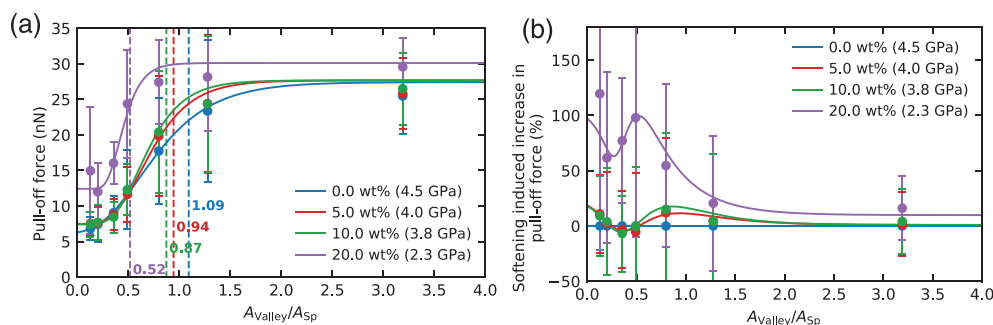 (a)
Pull-off force (nN)
35
30
25
20
15
10
5
0
0.0 0.5 1.0 1.5 2.0 2.5 3.0 3.5 4.0
A_Valley/A_Sp
1.09
0.94
0.87
0.52
0.0 wt% (4.5 GPa)
5.0 wt% (4.0 GPa)
10.0 wt% (3.8 GPa)
20.0 wt% (2.3 GPa)
(b)
Softening induced increase in
pull-off force (%)
150
100
50
0
−50
0.0 0.5 1.0 1.5 2.0 2.5 3.0 3.5 4.0
A_Valley/A_Sp
0.0 wt% (4.5 GPa)
5.0 wt% (4.0 GPa)
10.0 wt% (3.8 GPa)
20.0 wt% (2.3 GPa)